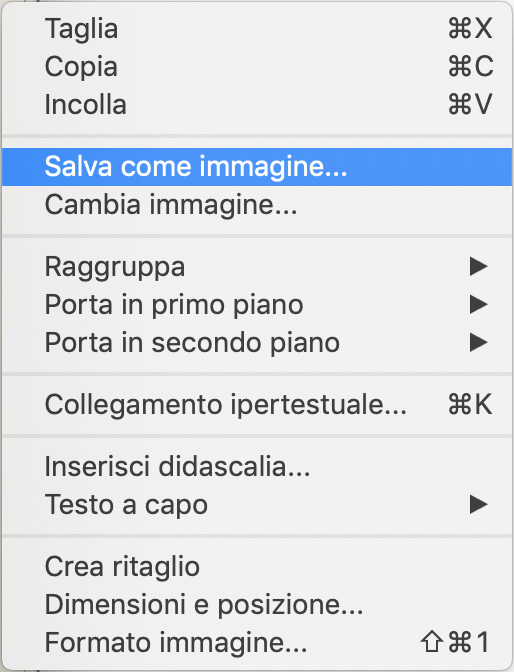 Taglia ⌘X
Copia ⌘C
Incolla ⌘V
Salva come immagine...
Cambia immagine...
Raggruppa ▶
Porta in primo piano ▶
Porta in secondo piano ▶
Collegamento ipertestuale... ⌘K
Inserisci didascalia...
Testo a capo ▶
Crea ritaglio
Dimensioni e posizione...
Formato immagine... ⇧⌘1